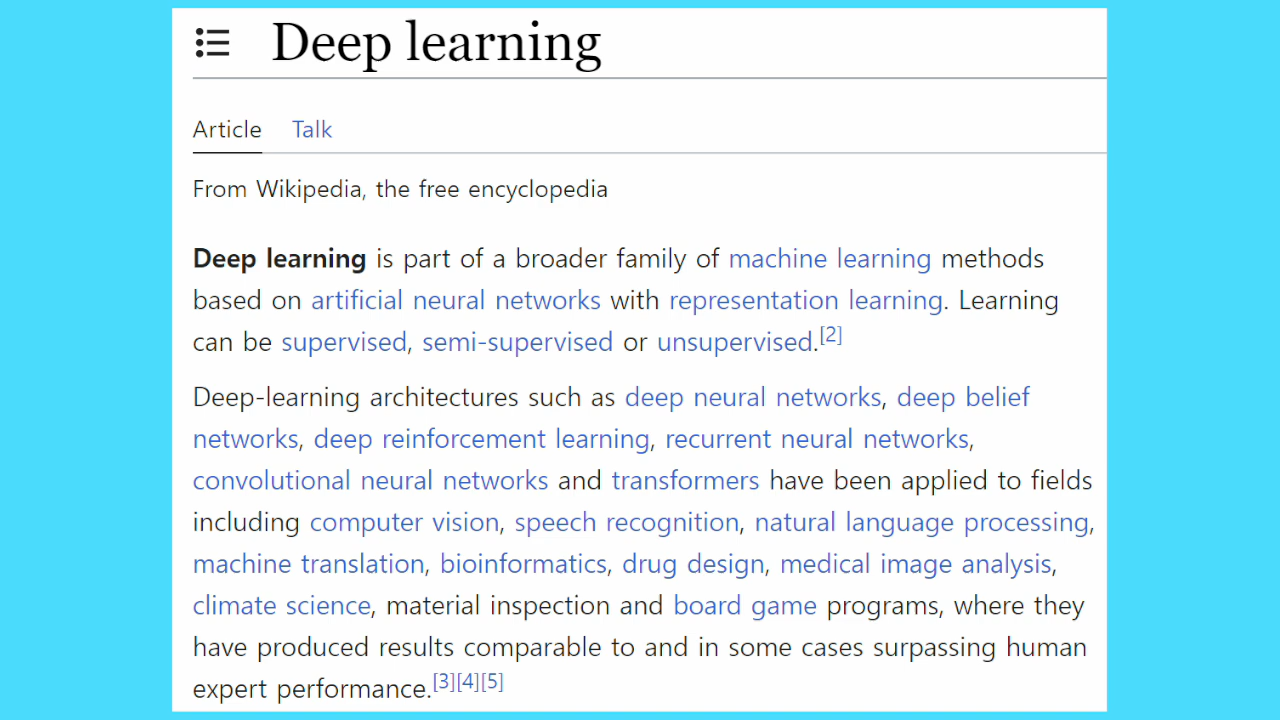 Deep learning
Article Talk
From Wikipedia, the free encyclopedia
Deep learning is part of a broader family of machine learning methods
based on artificial neural networks with representation learning. Learning
can be supervised, semi-supervised or unsupervised.[2]
Deep-learning architectures such as deep neural networks, deep belief
networks, deep reinforcement learning, recurrent neural networks,
convolutional neural networks and transformers have been applied to fields
including computer vision, speech recognition, natural language processing,
machine translation, bioinformatics, drug design, medical image analysis,
climate science, material inspection and board game programs, where they
have produced results comparable to and in some cases surpassing human
expert performance.[3][4][5]